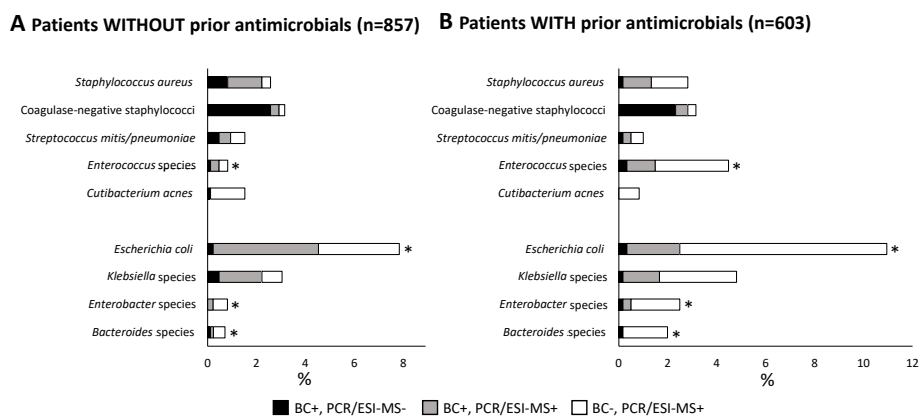 A Patients WITHOUT prior antimicrobials (n=857)
Staphylococcus aureus
Coagulase-negative staphylococci
Streptococcus mitis/pneumoniae
Enterococcus species *
Cutibacterium acnes
Escherichia coli *
Klebsiella species
Enterobacter species *
Bacteroides species *
0 2 4 6 8
%
B Patients WITH prior antimicrobials (n=603)
Staphylococcus aureus
Coagulase-negative staphylococci
Streptococcus mitis/pneumoniae
Enterococcus species *
Cutibacterium acnes
Escherichia coli *
Klebsiella species
Enterobacter species *
Bacteroides species *
0 2 4 6 8 10 12
%
BC+, PCR/ESI-MS- BC+, PCR/ESI-MS+ BC-, PCR/ESI-MS+